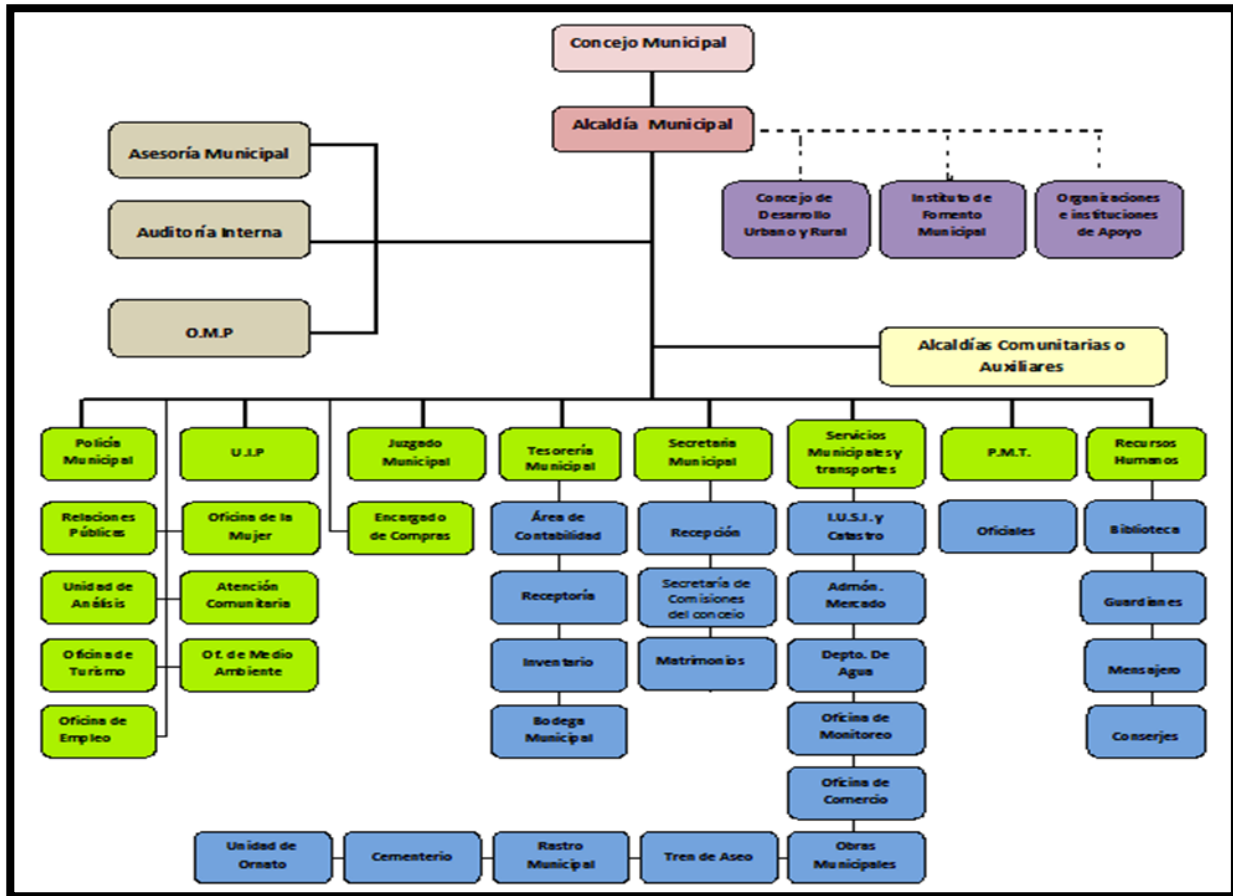 Concejo Municipal
Alcaldía Municipal
Asesoría Municipal
Auditoría Interna
O.M.P
Concejo de
Desarrollo
Urbano y Rural
Instituto de
Fomento
Municipal
Organizaciones
e instituciones
de Apoyo
Alcaldías Comunitarias o
Auxiliares
Policía
Municipal
U.I.P
Juzgado
Municipal
Tesorería
Municipal
Secretaria
Municipal
Servicios
Municipales y
transportes
P.M.T.
Recursos
Humanos
Relaciones
Públicas
Oficina de la
Mujer
Encargado
de Compras
Área de
Contabilidad
Recepción
I.U.S.I. y
Catastro
Oficiales
Biblioteca
Unidad de
Análisis
Atención
Comunitaria
Receptoría
Secretaría de
Comisiones
del concejo
Admón.
Mercado
Guardianes
Oficina de
Turismo
Of. de Medio
Ambiente
Inventario
Matrimonios
Depto. De
Agua
Mensajero
Oficina de
Empleo
Bodega
Municipal
Oficina de
Monitoreo
Conserjes
Oficina de
Comercio
Unidad de
Ornato
Cementerio
Rastro
Municipal
Tren de Aseo
Obras
Municipales